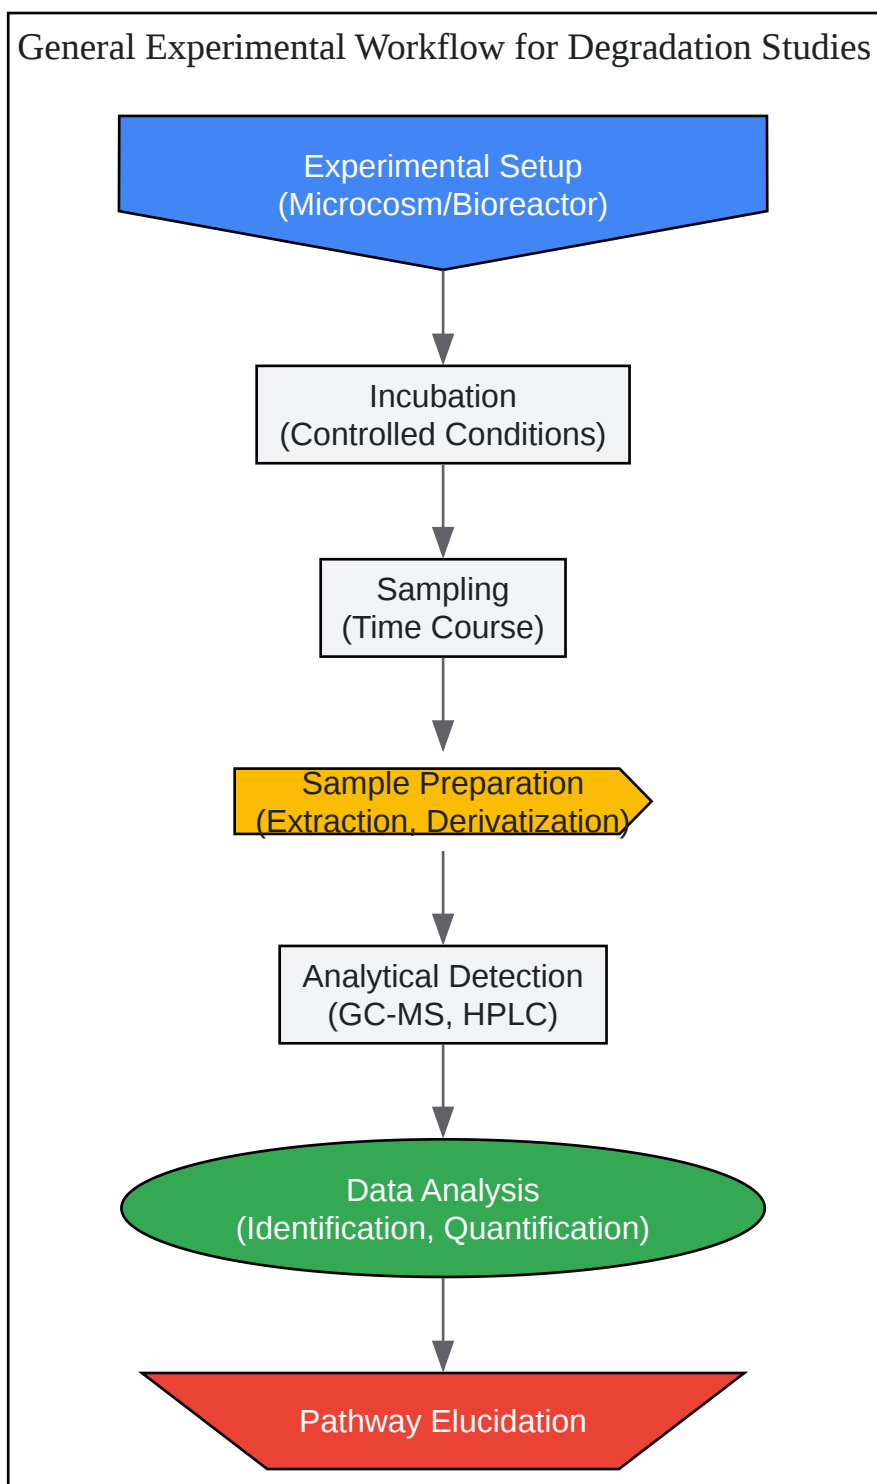 General Experimental Workflow for Degradation Studies
Experimental Setup
(Microcosm/Bioreactor)
Incubation
(Controlled Conditions)
Sampling
(Time Course)
Sample Preparation
(Extraction, Derivatization)
Analytical Detection
(GC-MS, HPLC)
Data Analysis
(Identification, Quantification)
Pathway Elucidation